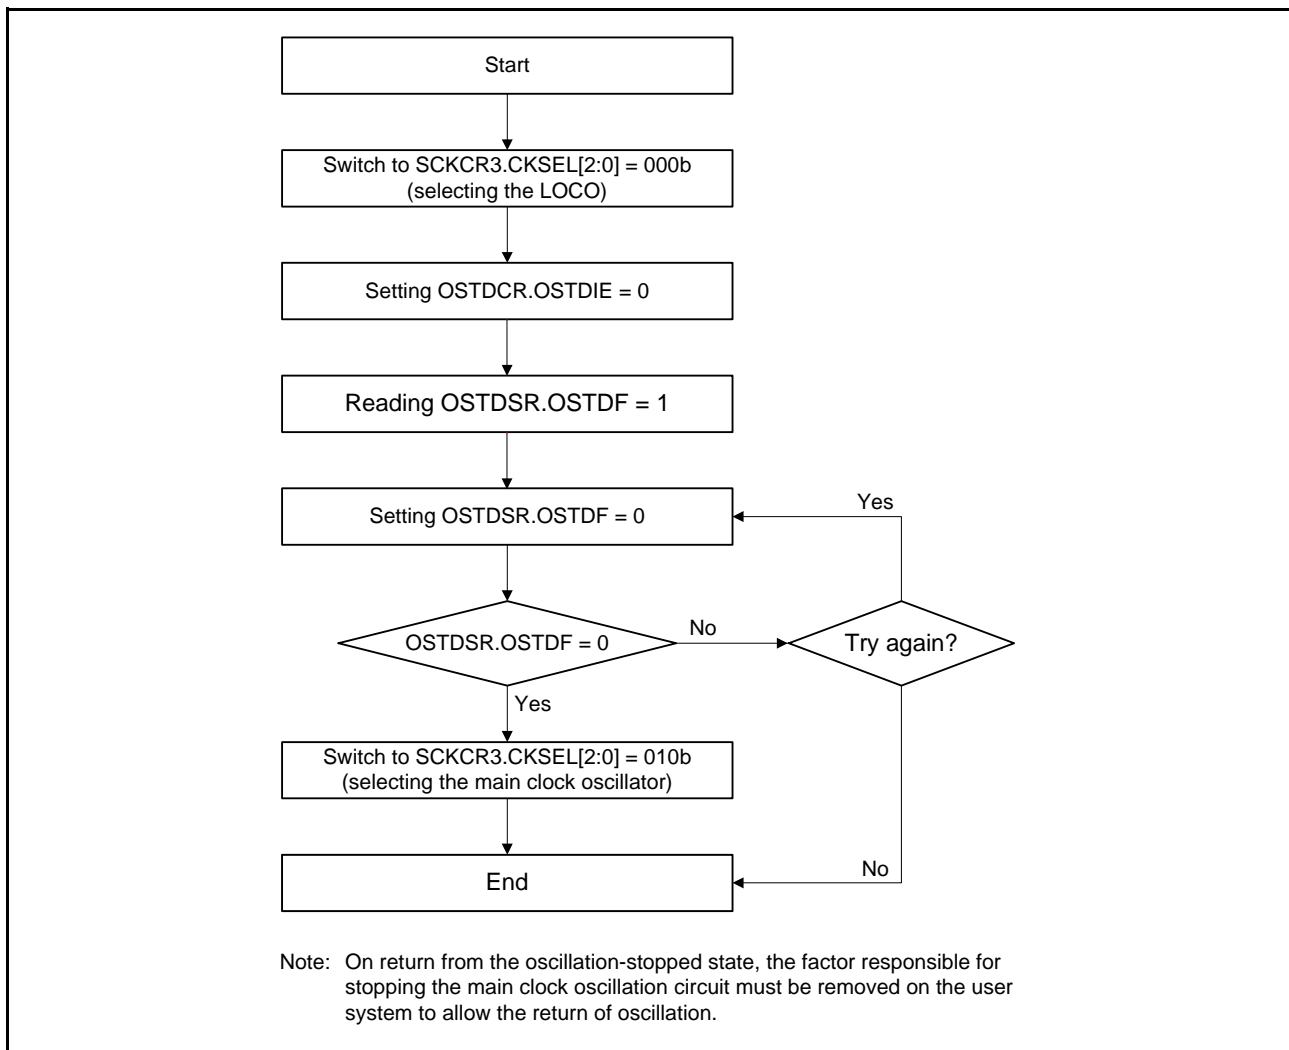 Start
Switch to SCKCR3.CKSEL[2:0] = 000b
(selecting the LOCO)
Setting OSTDCR.OSTDIE = 0
Reading OSTDSR.OSTDF = 1
Setting OSTDSR.OSTDF = 0
Yes
OSTDSR.OSTDF = 0
No
Try again?
Yes
Switch to SCKCR3.CKSEL[2:0] = 010b
(selecting the main clock oscillator)
No
End
Note: On return from the oscillation-stopped state, the factor responsible for
stopping the main clock oscillation circuit must be removed on the user
system to allow the return of oscillation.